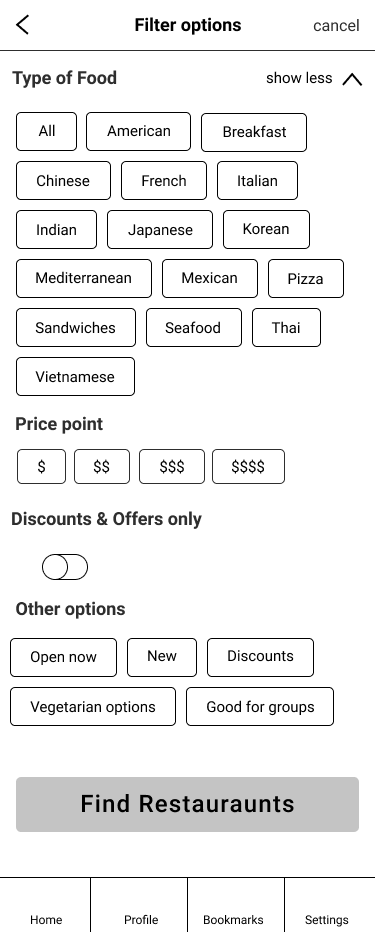 Filter options cancel
Type of Food show less
All American Breakfast
Chinese French Italian
Indian Japanese Korean
Mediterranean Mexican Pizza
Sandwiches Seafood Thai
Vietnamese
Price point
$ $$ $$$ $$$$
Discounts & Offers only
Other options
Open now New Discounts
Vegetarian options Good for groups
Find Restauraunts
Home Profile Bookmarks Settings